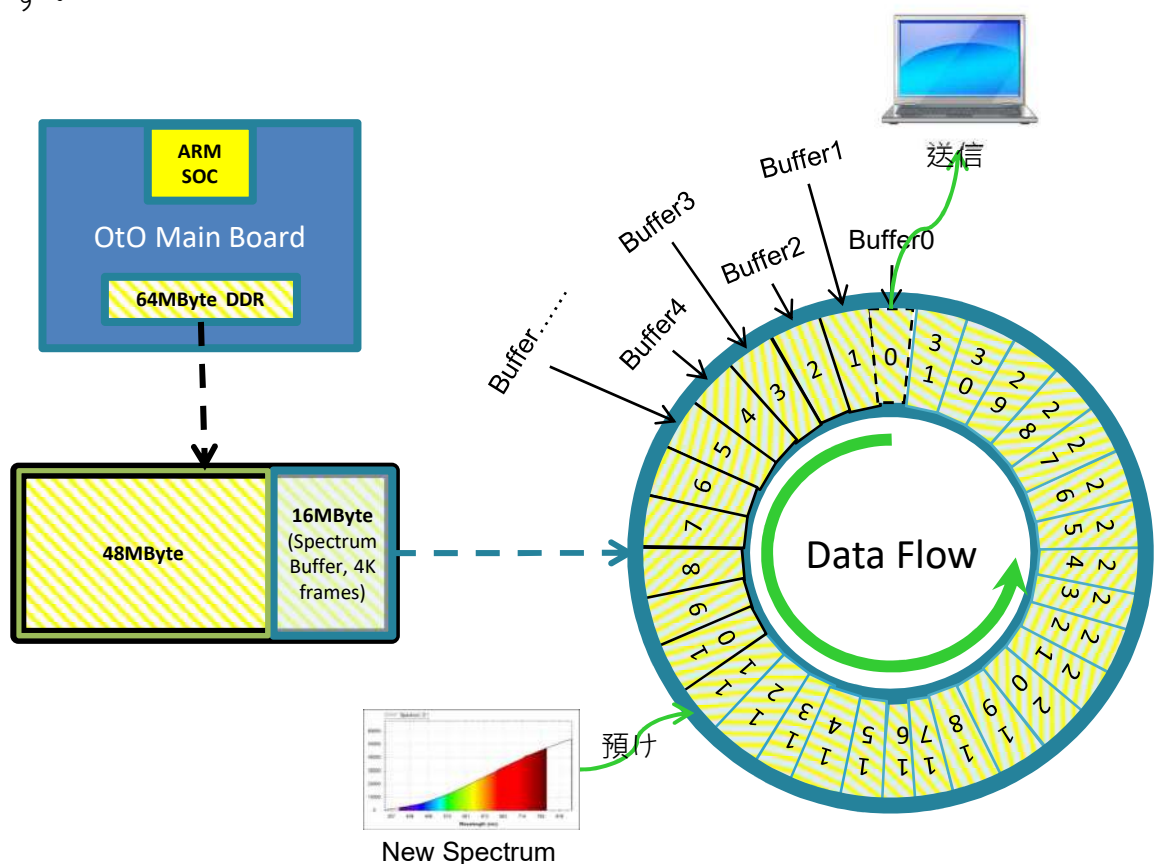 送信
ARM
SOC
OtO Main Board
64MByte DDR
Buffer1
Buffer3
Buffer2
Buffer0
Buffer4
Buffer......
0
1
2
3
4
5
6
7
8
9
10
11
12
13
14
15
16
17
18
19
20
21
22
23
24
25
26
27
28
29
30
31
48MByte
16MByte
(Spectrum
Buffer, 4K
frames)
Data Flow
預け
New Spectrum